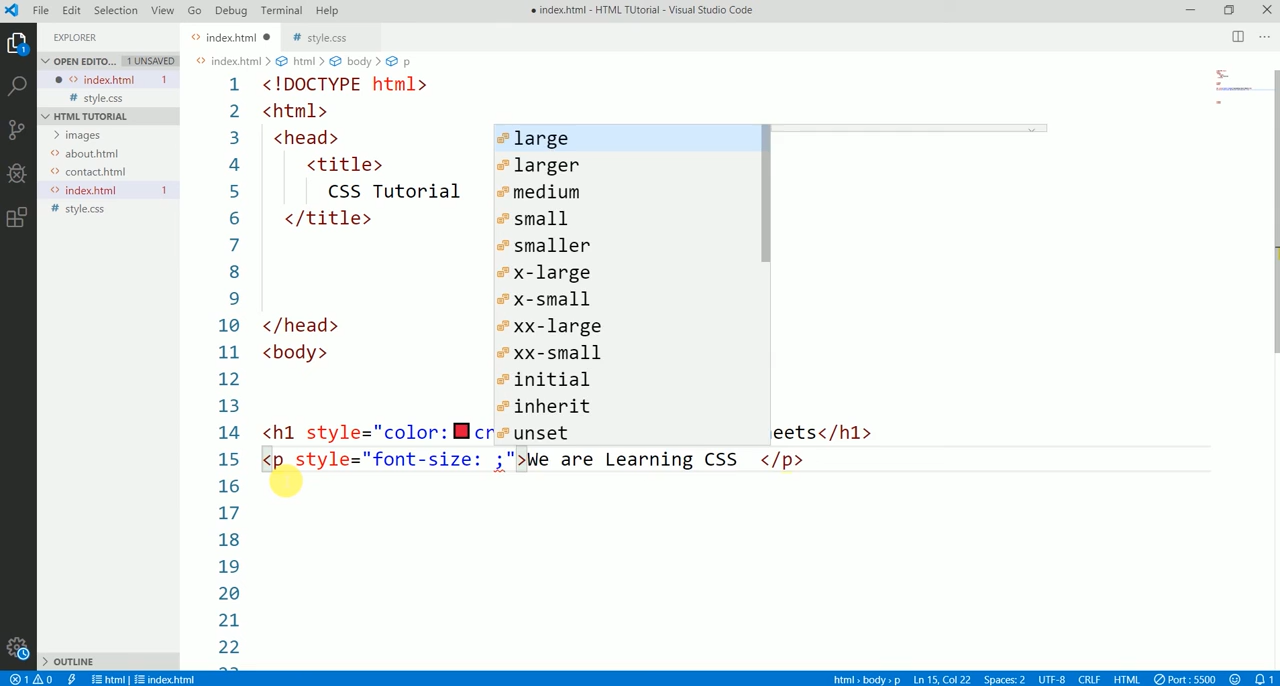 File Edit Selection View Go Debug Terminal Help
● index.html - HTML TUtorial - Visual Studio Code
EXPLORER
index.html ●
# style.css
OPEN EDITO... 1 UNSAVED
● index.html 1
# style.css
HTML TUTORIAL
images
about.html
contact.html
index.html 1
# style.css
OUTLINE
index.html > html > body > p
1 <!DOCTYPE html>
2 <html>
3 <head>
4 <title>
5 CSS Tutorial
6 </title>
7
8
9
10 </head>
11 <body>
12
13
14 <h1 style="color: cr eets</h1>
15 <p style="font-size: ;">We are Learning CSS </p>
16
17
18
19
20
21
22
large
larger
medium
small
smaller
x-large
x-small
xx-large
xx-small
initial
inherit
unset
1
1 0 html | index.html
html › body › p Ln 15, Col 22 Spaces: 2 UTF-8 CRLF HTML Port : 5500 1